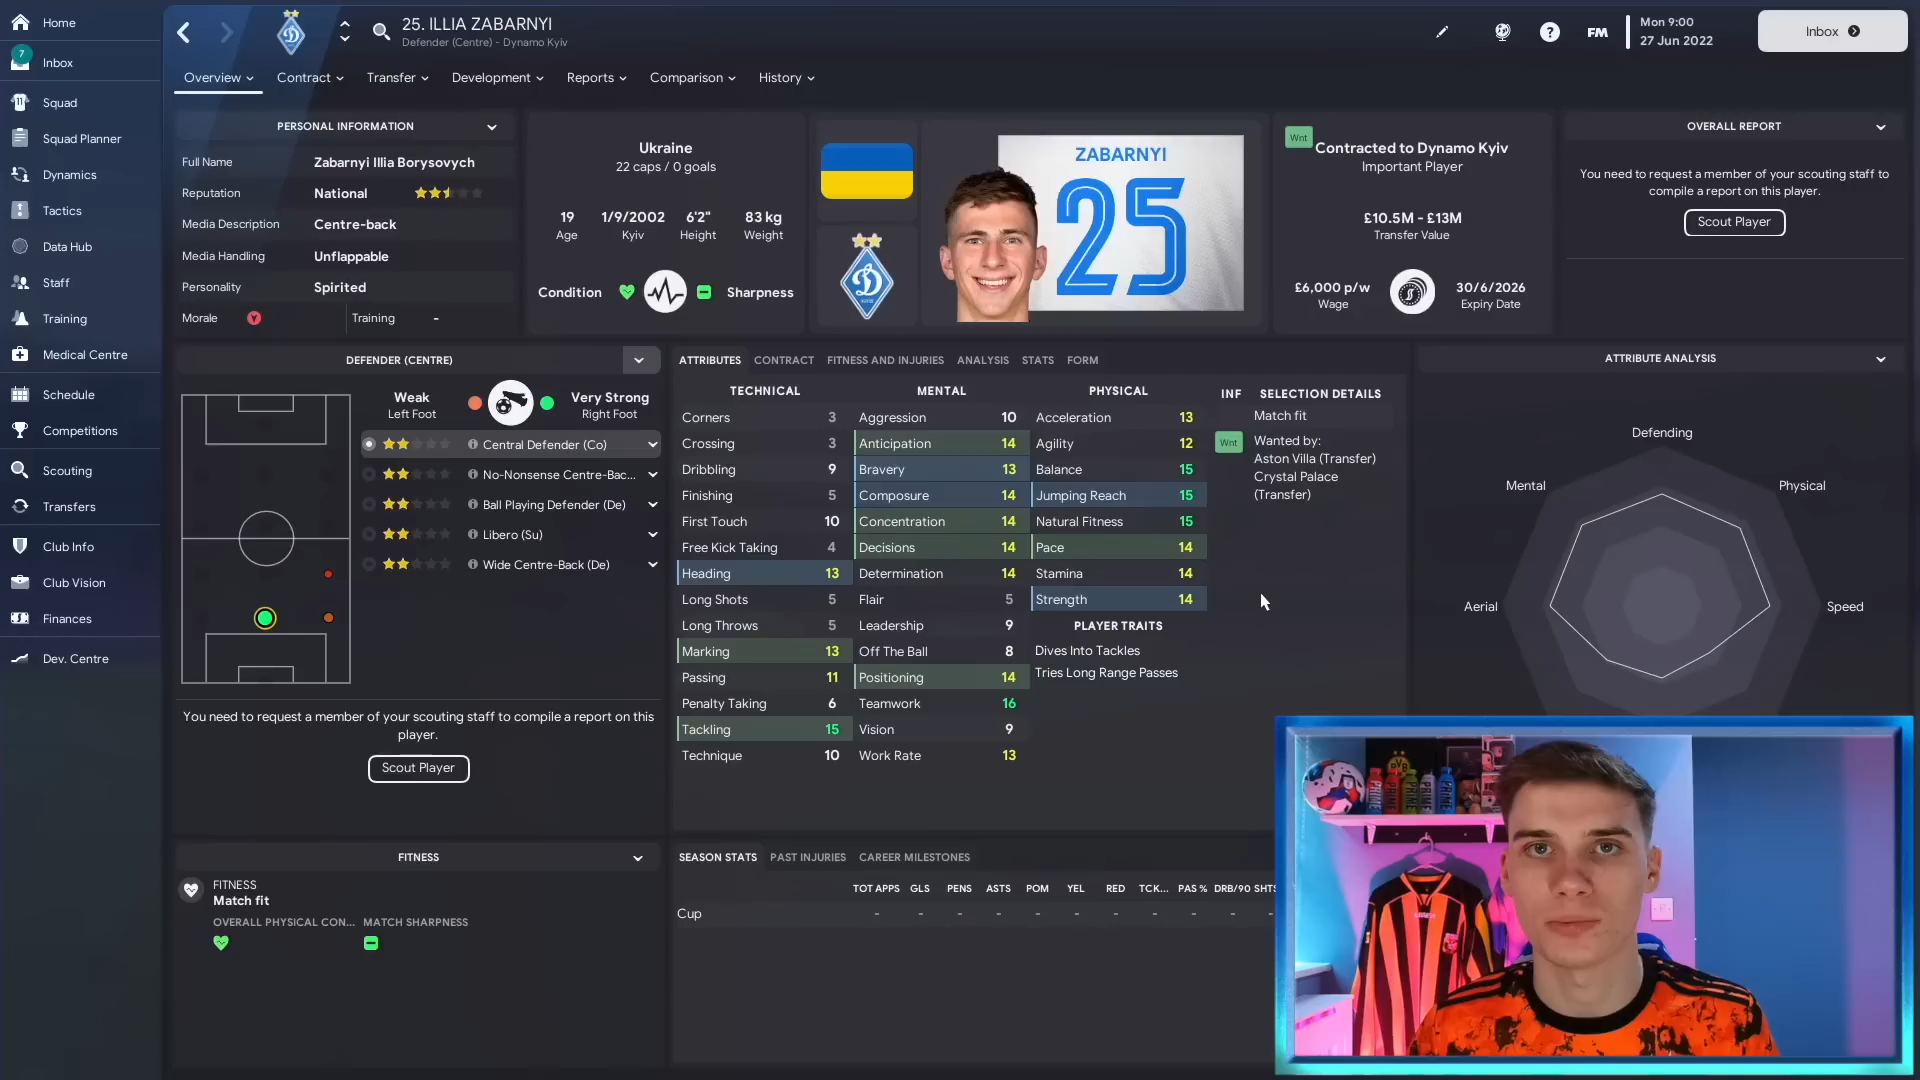 Home
7
Inbox
Squad
Squad Planner
Dynamics
Tactics
Data Hub
Staff
Training
Medical Centre
Schedule
Competitions
Scouting
Transfers
Club Info
Club Vision
Finances
Dev. Centre
25. ILLIA ZABARNYI
Defender (Centre) - Dynamo Kyiv
FM
Mon 9:00
27 Jun 2022
Inbox
Overview
Contract
Transfer
Development
Reports
Comparison
History
PERSONAL INFORMATION
Full Name Zabarnyi Illia Borysovych
Reputation National
Media Description Centre-back
Media Handling Unflappable
Personality Spirited
Morale Training -
Ukraine
22 caps / 0 goals
19 1/9/2002 6'2" 83 kg
Age Kyiv Height Weight
Condition Sharpness
ZABARNYI
25
Wnt
Contracted to Dynamo Kyiv
Important Player
£10.5M - £13M
Transfer Value
£6,000 p/w
Wage
30/6/2026
Expiry Date
OVERALL REPORT
You need to request a member of your scouting staff to
compile a report on this player.
Scout Player
DEFENDER (CENTRE)
Weak
Left Foot
Very Strong
Right Foot
Central Defender (Co)
No-Nonsense Centre-Bac...
Ball Playing Defender (De)
Libero (Su)
Wide Centre-Back (De)
You need to request a member of your scouting staff to compile a report on this
player.
Scout Player
ATTRIBUTES CONTRACT FITNESS AND INJURIES ANALYSIS STATS FORM
TECHNICAL
Corners 3
Crossing 3
Dribbling 9
Finishing 5
First Touch 10
Free Kick Taking 4
Heading 13
Long Shots 5
Long Throws 5
Marking 13
Passing 11
Penalty Taking 6
Tackling 15
Technique 10
MENTAL
Aggression 10
Anticipation 14
Bravery 13
Composure 14
Concentration 14
Decisions 14
Determination 14
Flair 5
Leadership 9
Off The Ball 8
Positioning 14
Teamwork 16
Vision 9
Work Rate 13
PHYSICAL
Acceleration 13
Agility 12
Balance 15
Jumping Reach 15
Natural Fitness 15
Pace 14
Stamina 14
Strength 14
PLAYER TRAITS
Dives Into Tackles
Tries Long Range Passes
INF SELECTION DETAILS
Match fit
Wnt
Wanted by:
Aston Villa (Transfer)
Crystal Palace
(Transfer)
ATTRIBUTE ANALYSIS
Defending
Mental
Physical
Aerial
Speed
FITNESS
FITNESS
Match fit
OVERALL PHYSICAL CON... MATCH SHARPNESS
SEASON STATS PAST INJURIES CAREER MILESTONES
TOT APPS GLS PENS ASTS POM YEL RED TCK... PAS % DRB/90 SHTS
Cup - - - - - - - - - - -
PRIME
PRIME
PRIME
PRIME